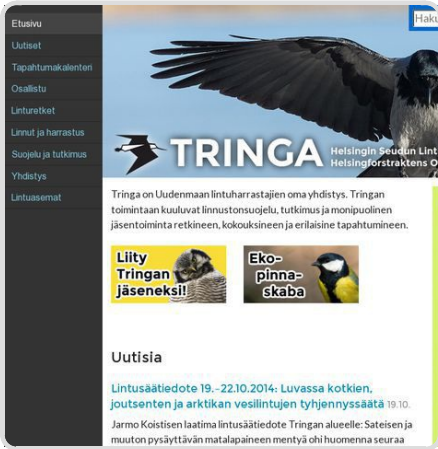 Haku
Etusivu
Uutiset
Tapahtumakalenteri
Osallistu
Linturetket
Linnut ja harrastus
Suojelu ja tutkimus
Yhdistys
Lintuasemat
TRINGA
Helsingin Seudun Lint
Helsingforstraktens O
Tringa on Uudenmaan lintuharrastajien oma yhdistys. Tringan
toimintaan kuuluvat linnustonsuojelu, tutkimus ja monipuolinen
jäsentoiminta retkineen, kokouksineen ja erilaisine tapahtumineen.
Liity
Tringan
jäseneksi!
Eko-
pinna-
skaba
Uutisia
Lintusäätiedote 19.-22.10.2014: Luvassa kotkien,
joutsenten ja arktikan vesilintujen tyhjennyssäätä 19.10.
Jarmo Koistisen laatima lintusäätiedote Tringan alueelle: Sateisen ja
muuton pysäyttävän matalapaineen mentyä ohi huomenna seuraa